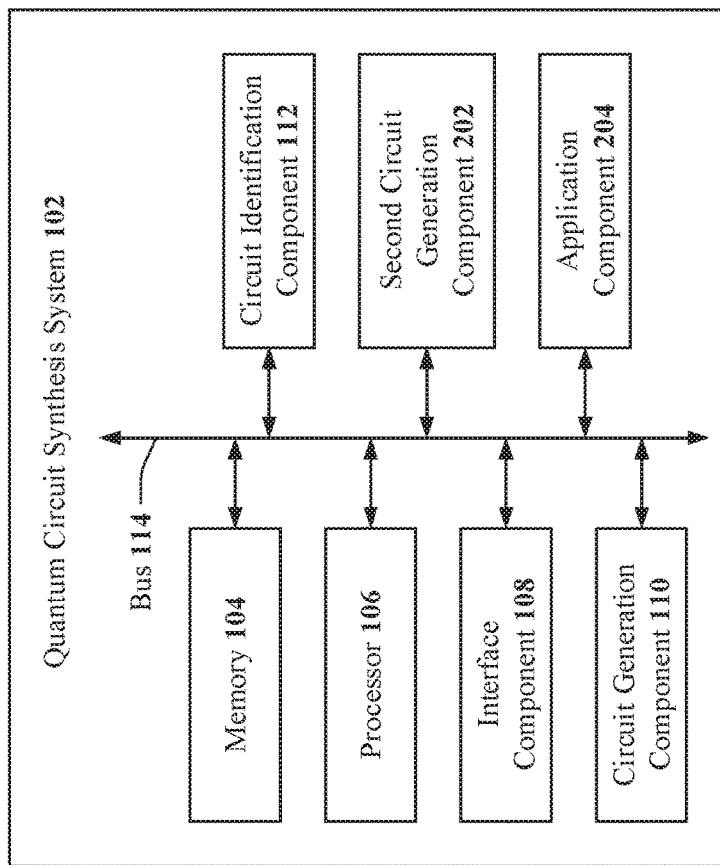 Quantum Circuit Synthesis System 102
Bus 114
Memory 104
Processor 106
Interface
Component 108
Circuit Generation
Component 110
Circuit Identification
Component 112
Second Circuit
Generation
Component 202
Application
Component 204